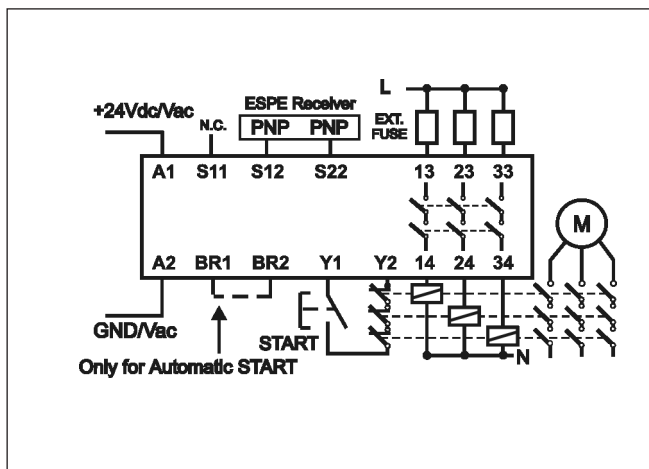 L
+24Vdc/Vac
ESPE Receiver
N.C.
PNP PNP
EXT.
FUSE
A1 S11 S12 S22 13 23 33
M
A2 BR1 BR2 Y1 Y2 14 24 34
GND/Vac
START
N
Only for Automatic START